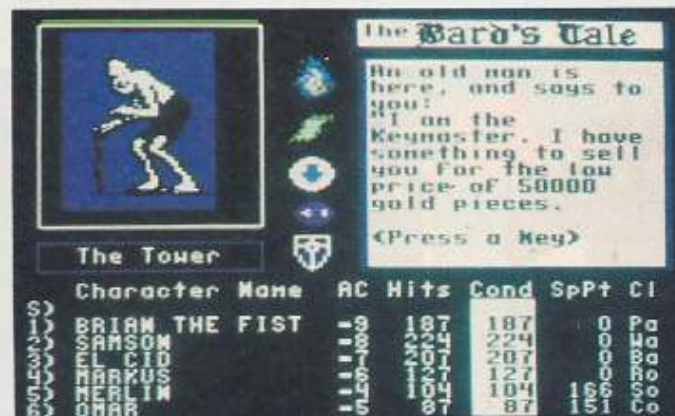 The Bard's Tale
An old man is
here, and says to
you:
"I am the
Keymaster. I have
something to sell
you for the low
price of 50000
gold pieces.
<Press a Key>
The Tower
Character Name AC Hits Cond SpPt Cl
S)
1) BRIAN THE FIST -9 187 187 0 Pa
2) SAMSON -8 224 224 0 Wa
3) EL CID -7 207 207 0 Ba
4) MARKUS -6 127 127 0 Ro
5) MERLIN -4 104 104 166 So
6) OMAR -5 87 87 151 Co